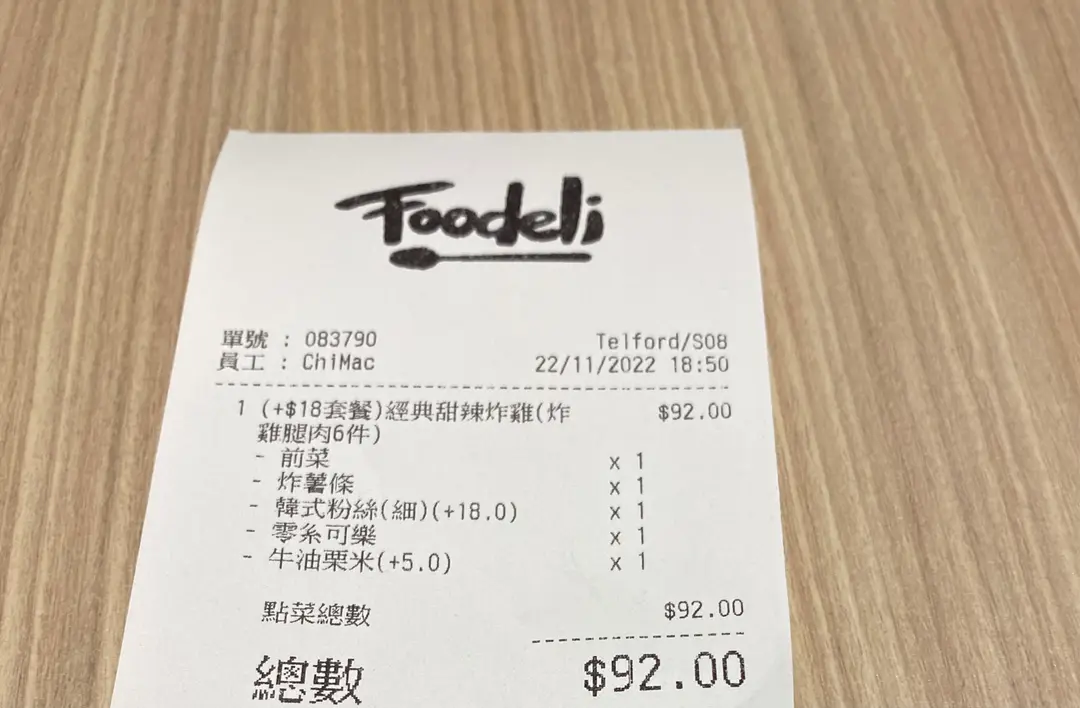 Foodeli
單號 : 083790 Telford/S08
員工 : ChiMac 22/11/2022 18:50
1 (+$18套餐)經典甜辣炸雞(炸 $92.00
雞腿肉6件)
- 前菜 x 1
- 炸薯條 x 1
- 韓式粉絲(細)(+18.0) x 1
- 零系可樂 x 1
- 牛油栗米(+5.0) x 1
點菜總數 $92.00
總數 $92.00